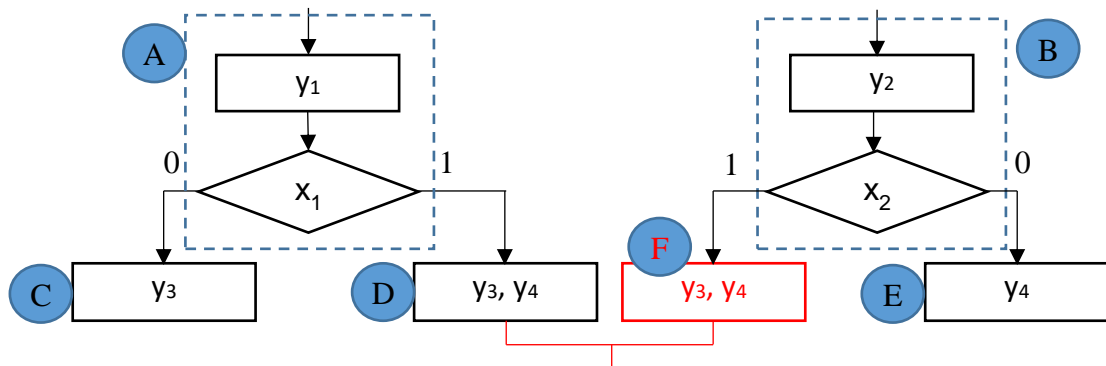 A
y₁
B
y₂
0
x₁
1
1
x₂
0
F
C
y₃
D
y₃, y₄
y₃, y₄
E
y₄